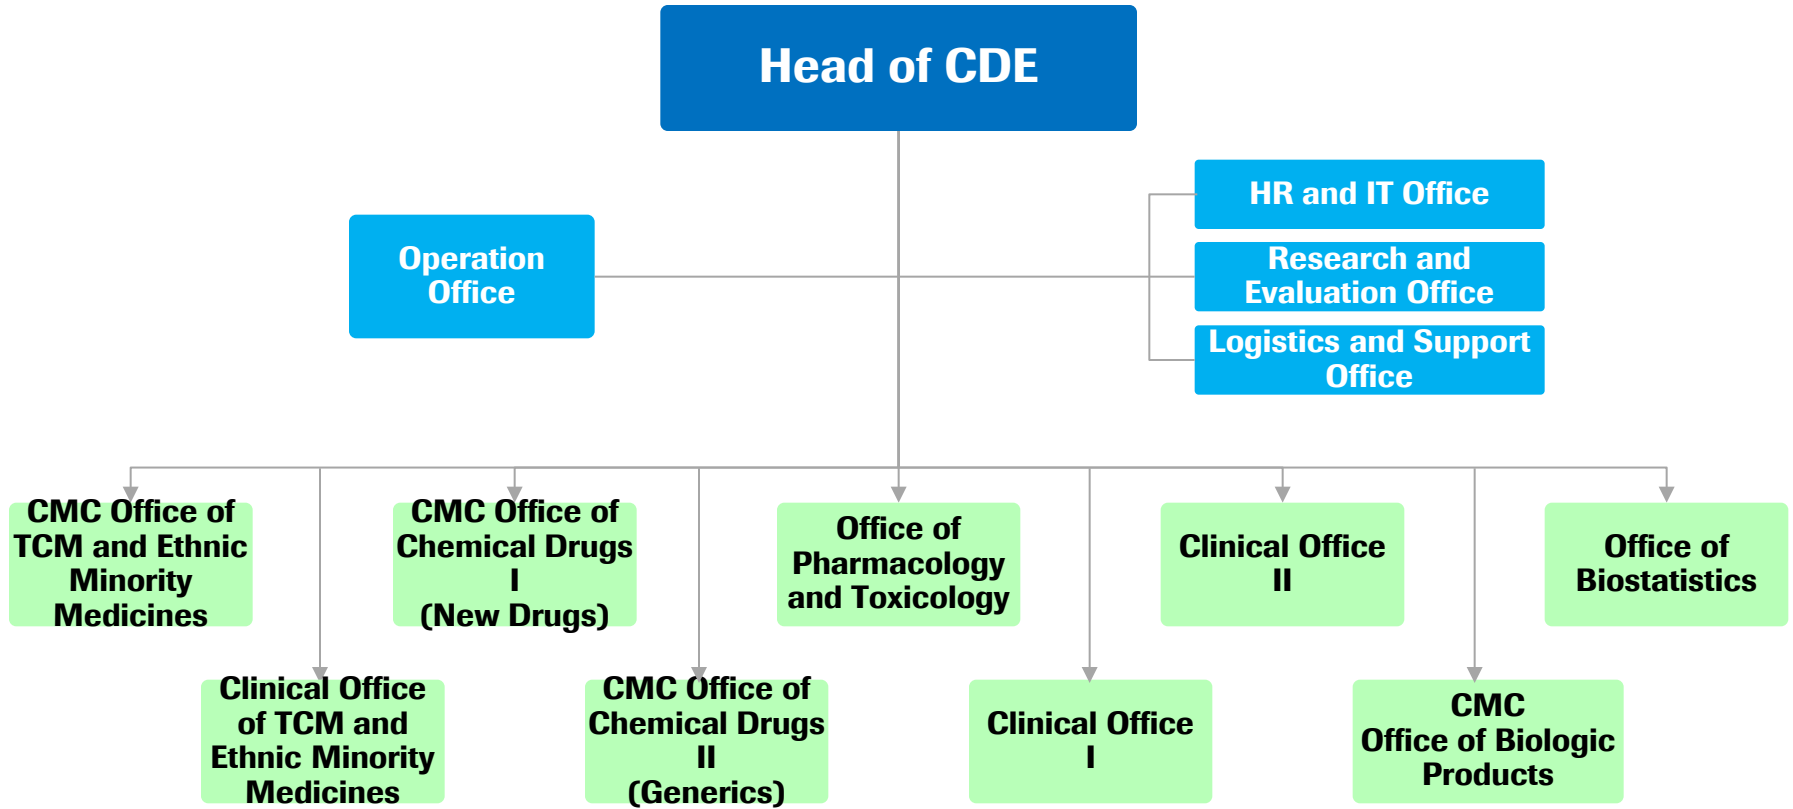 Head of CDE
HR and IT Office
Operation
Office
Research and
Evaluation Office
Logistics and Support
Office
CMC Office of
TCM and Ethnic
Minority
Medicines
CMC Office of
Chemical Drugs
I
(New Drugs)
Office of
Pharmacology
and Toxicology
Clinical Office
II
Office of
Biostatistics
Clinical Office
of TCM and
Ethnic Minority
Medicines
CMC Office of
Chemical Drugs
II
(Generics)
Clinical Office
I
CMC
Office of Biologic
Products